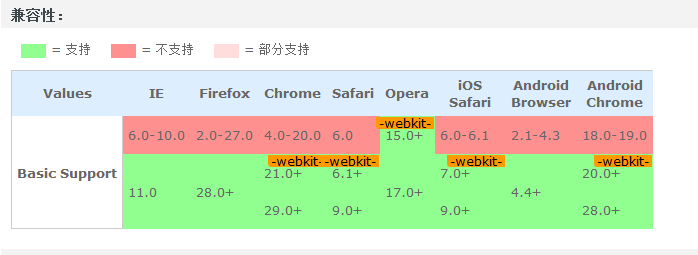 兼容性：
= 支持 = 不支持 = 部分支持
Values IE Firefox Chrome Safari Opera iOS Safari Android Browser Android Chrome
-webkit-
6.0-10.0 2.0-27.0 4.0-20.0 6.0 15.0+ 6.0-6.1 2.1-4.3 18.0-19.0
-webkit- -webkit- -webkit- -webkit-
21.0+ 6.1+ 7.0+ 20.0+
Basic Support 11.0 28.0+ 17.0+ 4.4+
29.0+ 9.0+ 9.0+ 28.0+